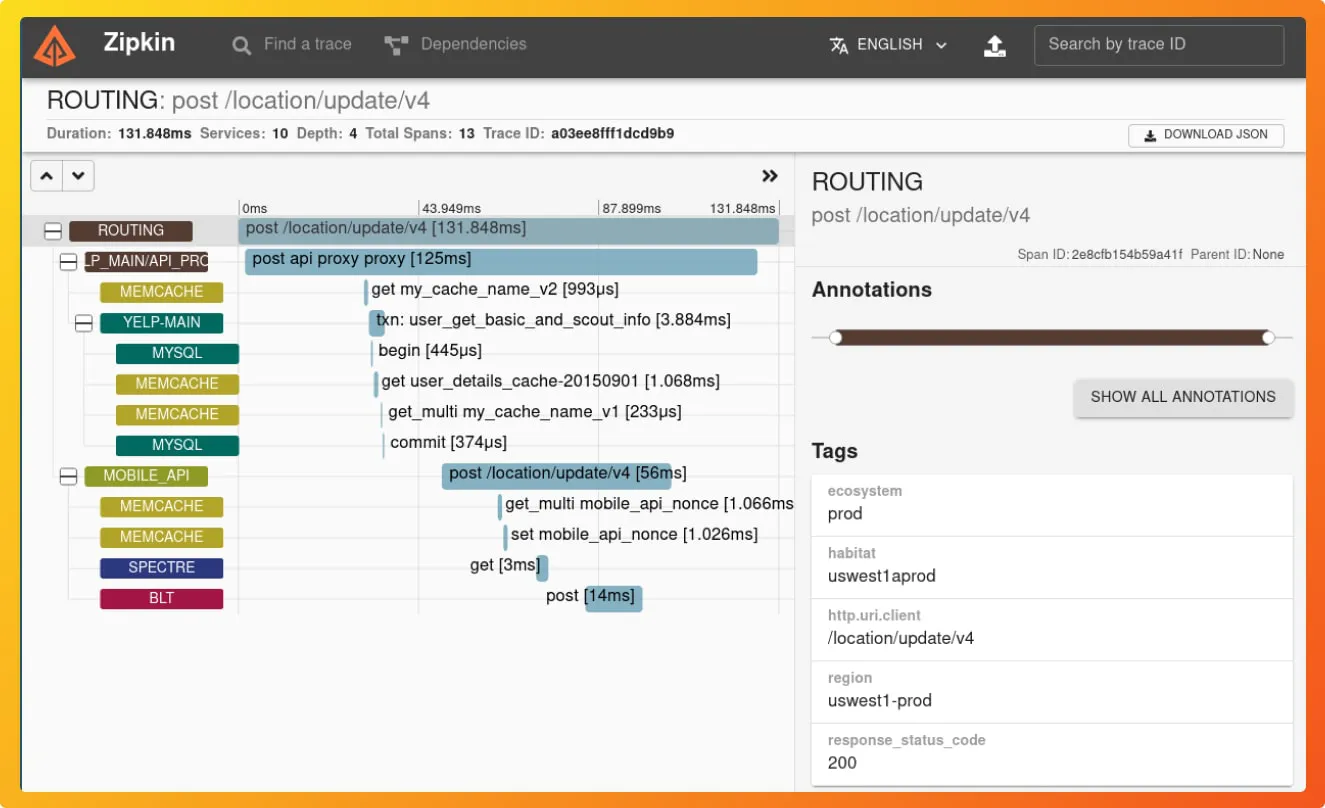 Zipkin
Find a trace
Dependencies
ENGLISH
Search by trace ID
ROUTING: post /location/update/v4
Duration: 131.848ms Services: 10 Depth: 4 Total Spans: 13 Trace ID: a03ee8fff1dcd9b9
DOWNLOAD JSON
0ms 43.949ms 87.899ms 131.848ms
ROUTING post /location/update/v4 [131.848ms]
LP_MAIN/API_PRO post api proxy proxy [125ms]
MEMCACHE get my_cache_name_v2 [993µs]
YELP-MAIN txn: user_get_basic_and_scout_info [3.884ms]
MYSQL begin [445µs]
MEMCACHE get user_details_cache-20150901 [1.068ms]
MEMCACHE get_multi my_cache_name_v1 [233µs]
MYSQL commit [374µs]
MOBILE_API post /location/update/v4 [56ms]
MEMCACHE get_multi mobile_api_nonce [1.066ms
MEMCACHE set mobile_api_nonce [1.026ms]
SPECTRE get [3ms]
BLT post [14ms]
ROUTING
post /location/update/v4
Span ID: 2e8cfb154b59a41f Parent ID: None
Annotations
SHOW ALL ANNOTATIONS
Tags
ecosystem
prod
habitat
uswest1aprod
http.uri.client
/location/update/v4
region
uswest1-prod
response_status_code
200